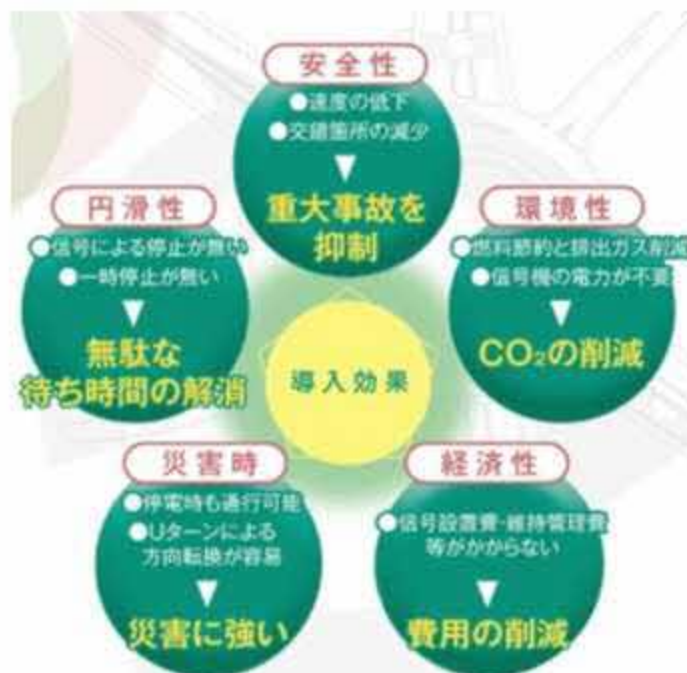 安全性
●速度の低下
●交錯箇所の減少
▼
重大事故を
抑制
円滑性
●信号による停止が無い
●一時停止が無い
▼
無駄な
待ち時間の解消
環境性
●燃料節約と排出ガス削減
●信号機の電力が不要
▼
CO₂の削減
導入効果
災害時
●停電時も通行可能
●Uターンによる
方向転換が容易
▼
災害に強い
経済性
●信号設置費・維持管理費
等がかからない
▼
費用の削減